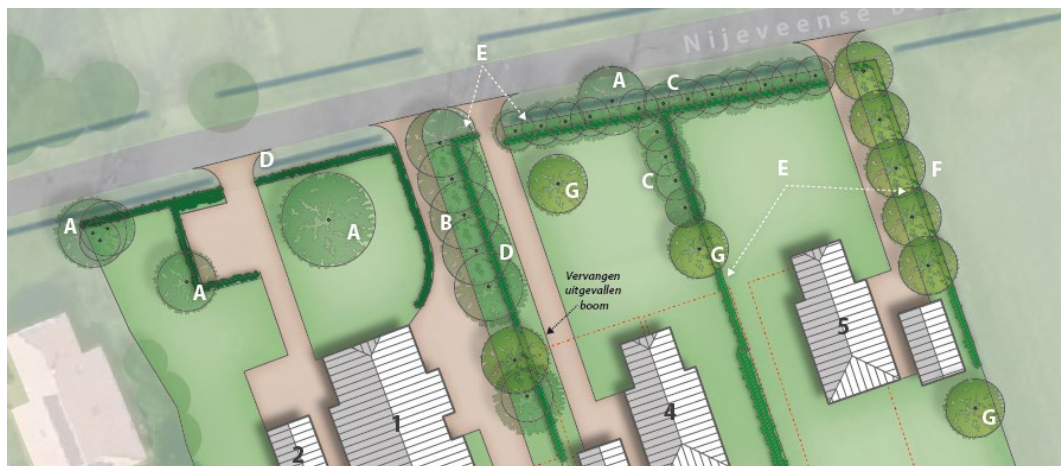 Nijeveense
E
A
C
D
A
A
B
D
G
C
E
F
A
G
Vervangen
uitgevallen
boom
5
1
4
G
2